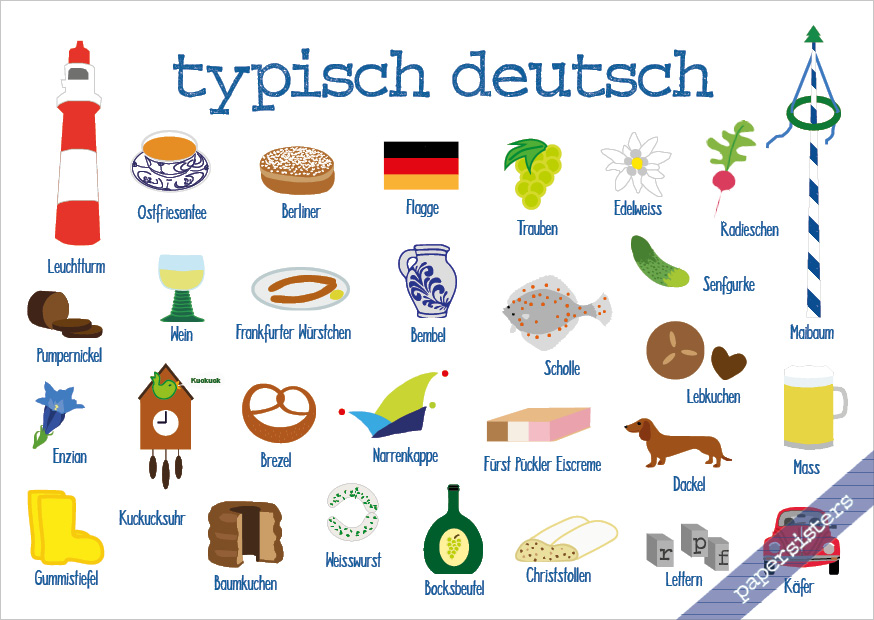 typisch deutsch
Ostfriesentee
Berliner
Flagge
Trauben
Edelweiss
Radieschen
Leuchtturm
Wein
Frankfurter Würstchen
Bembel
Scholle
Senfgurke
Maibaum
Pumpernickel
Kuckuck
Lebkuchen
Enzian
Brezel
Narrenkappe
Fürst Pückler Eiscreme
Dackel
Mass
Kuckucksuhr
Gummistiefel
Baumkuchen
Weisswurst
Bocksbeutel
Christstollen
r p f
Lettern
Käfer
papersisters